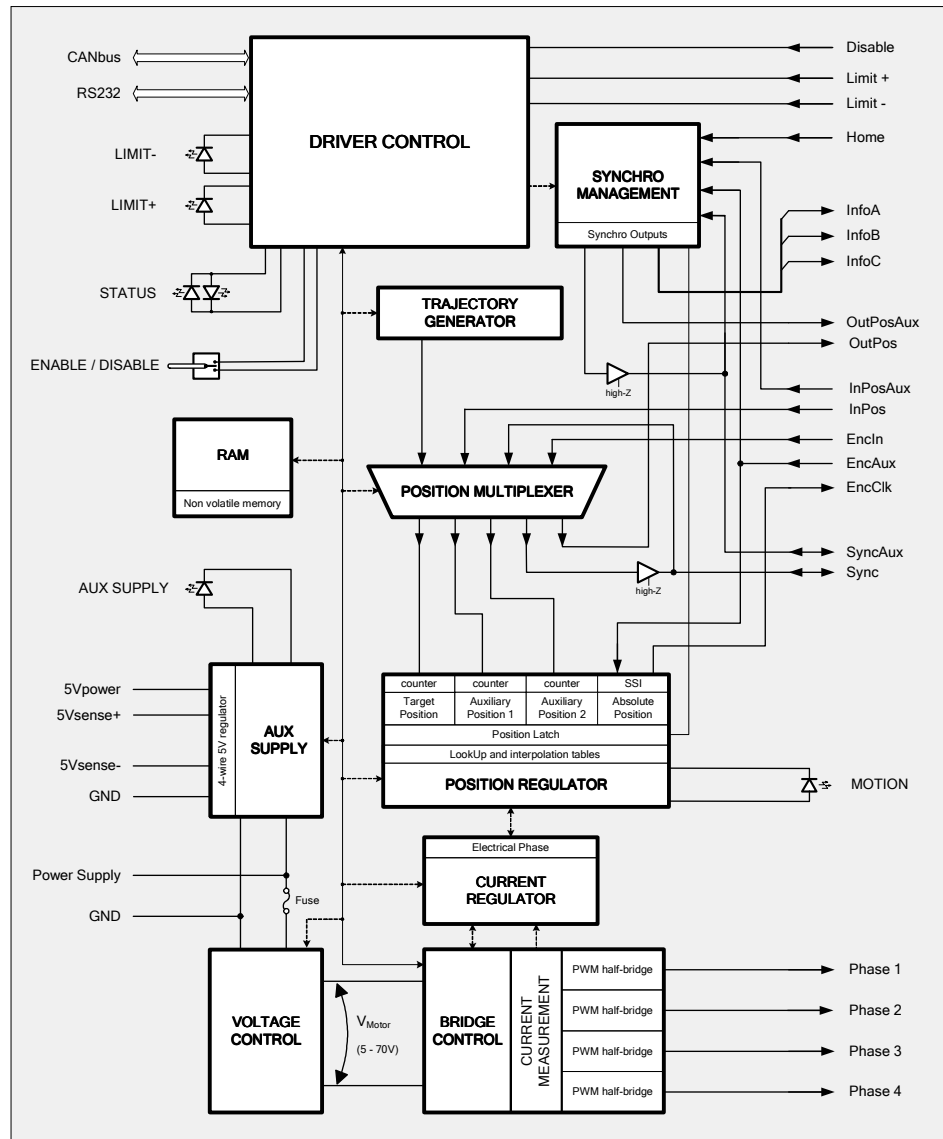 CANbus
Disable
Limit +
RS232
Limit -
DRIVER CONTROL
Home
LIMIT-
SYNCHRO
MANAGEMENT
LIMIT+
InfoA
Synchro Outputs
InfoB
InfoC
STATUS
TRAJECTORY
GENERATOR
OutPosAux
OutPos
ENABLE / DISABLE
high-Z
InPosAux
InPos
RAM
Non volatile memory
EncIn
POSITION MULTIPLEXER
EncAux
EncClk
SyncAux
Sync
high-Z
AUX SUPPLY
5Vpower
5Vsense+
5Vsense-
GND
4-wire 5V regulator
AUX
SUPPLY
counter
counter
counter
SSI
Target
Position
Auxiliary
Position 1
Auxiliary
Position 2
Absolute
Position
Position Latch
LookUp and interpolation tables
POSITION REGULATOR
MOTION
Electrical Phase
CURRENT
REGULATOR
Power Supply
Fuse
GND
VOLTAGE
CONTROL
VMotor
(5 - 70V)
BRIDGE
CONTROL
CURRENT
MEASUREMENT
PWM half-bridge
Phase 1
PWM half-bridge
Phase 2
PWM half-bridge
Phase 3
PWM half-bridge
Phase 4